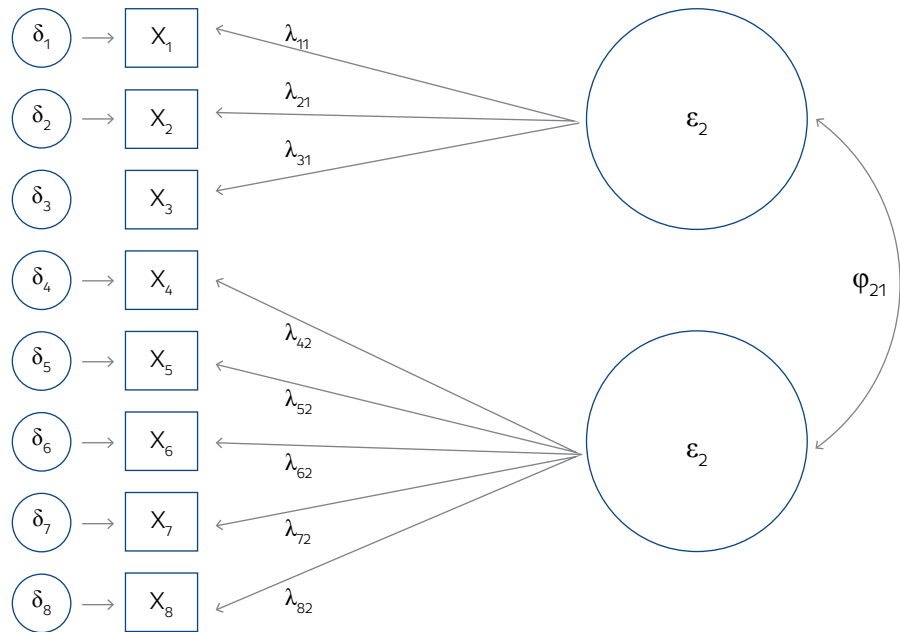 δ₁ X₁ λ₁₁
δ₂ X₂ λ₂₁ ε₂
δ₃ X₃ λ₃₁
δ₄ X₄ φ₂₁
λ₄₂
δ₅ X₅
λ₅₂
δ₆ X₆ ε₂
λ₆₂
δ₇ X₇ λ₇₂
δ₈ X₈ λ₈₂